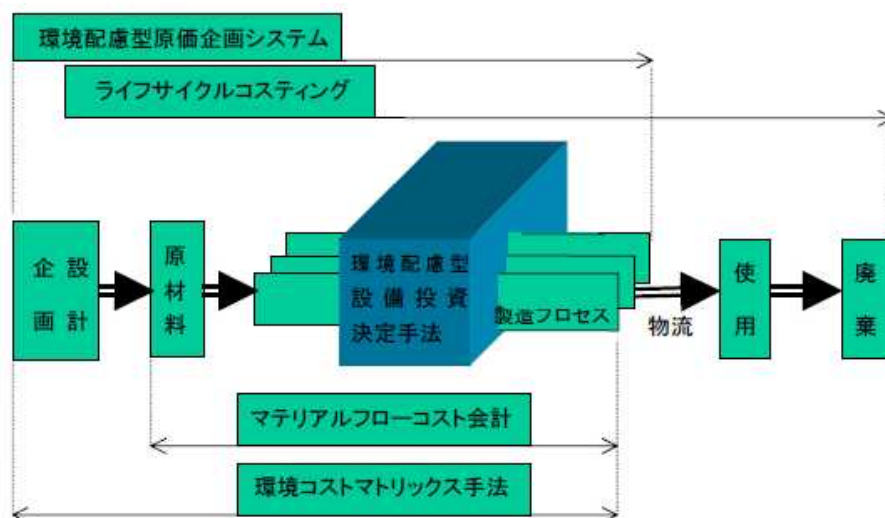 環境配慮型原価企画システム
ライフサイクルコスティング
企 設
画 計
原
材
料
環境配慮型
設備投資
決定手法
製造プロセス
物流
使
用
廃
棄
マテリアルフローコスト会計
環境コストマトリックス手法